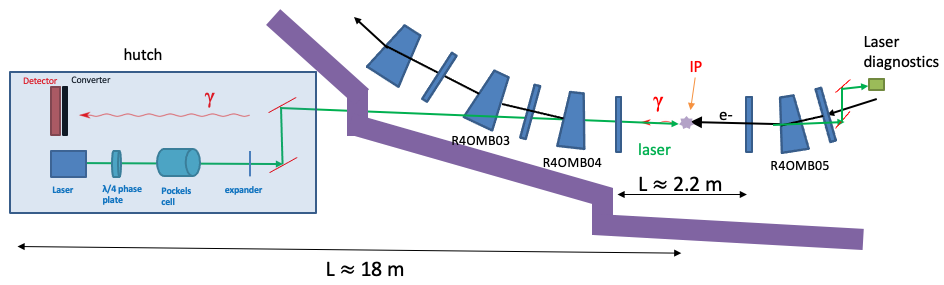 hutch
Detector
Converter
γ
Laser
λ/4 phase
plate
Pockels
cell
expander
R4OMB03
R4OMB04
γ
IP
laser
e-
R4OMB05
Laser
diagnostics
L ≈ 2.2 m
L ≈ 18 m